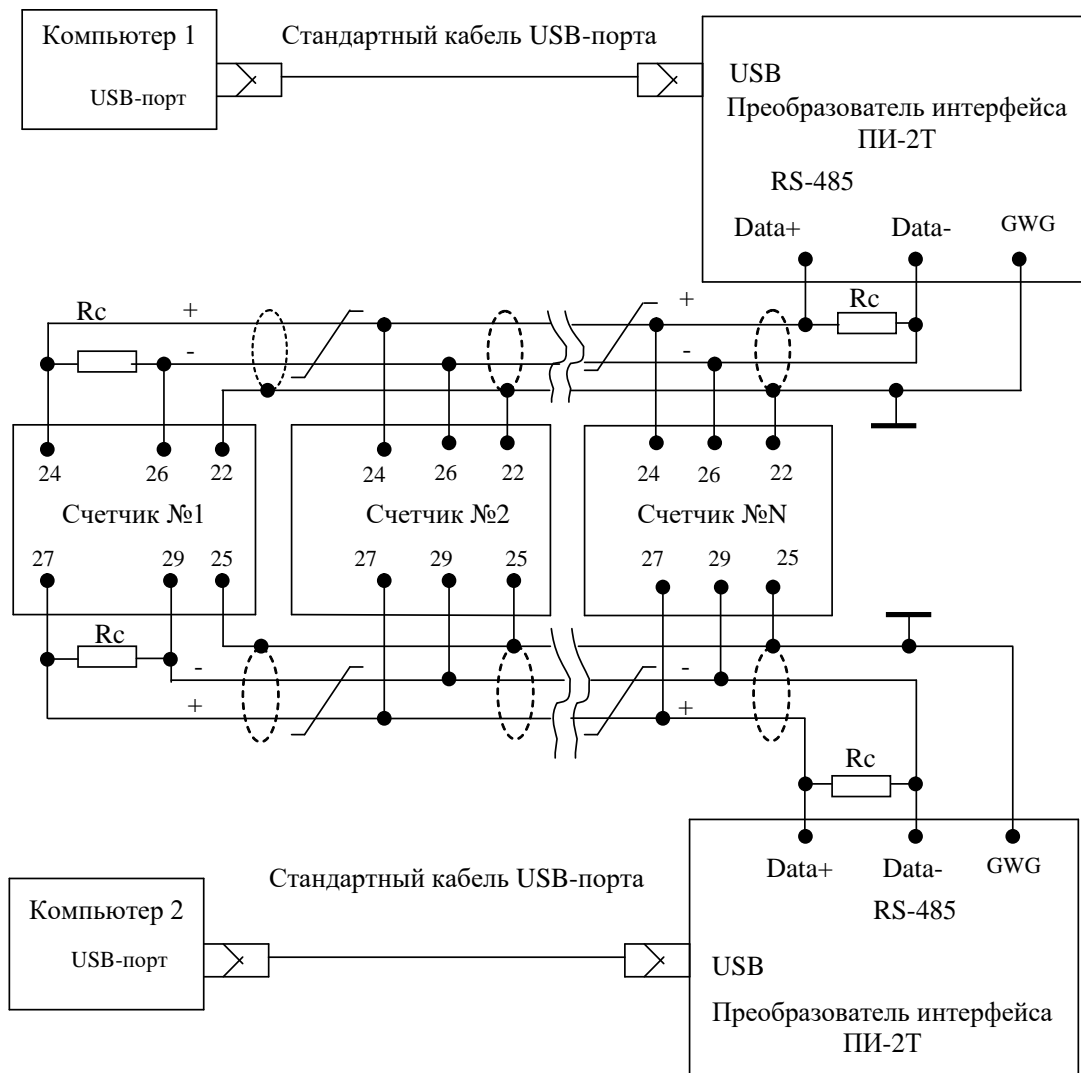 Компьютер 1
Стандартный кабель USB-порта
USB-порт
USB
Преобразователь интерфейса
ПИ-2Т
RS-485
Data+ Data- GWG
Rc + + Rc
- -
24 26 22 24 26 22 24 26 22
Счетчик №1 Счетчик №2 Счетчик №N
27 29 25 27 29 25 27 29 25
Rc
- -
+ +
Rc
Data+ Data- GWG
RS-485
Стандартный кабель USB-порта
Компьютер 2
USB-порт
USB
Преобразователь интерфейса
ПИ-2Т